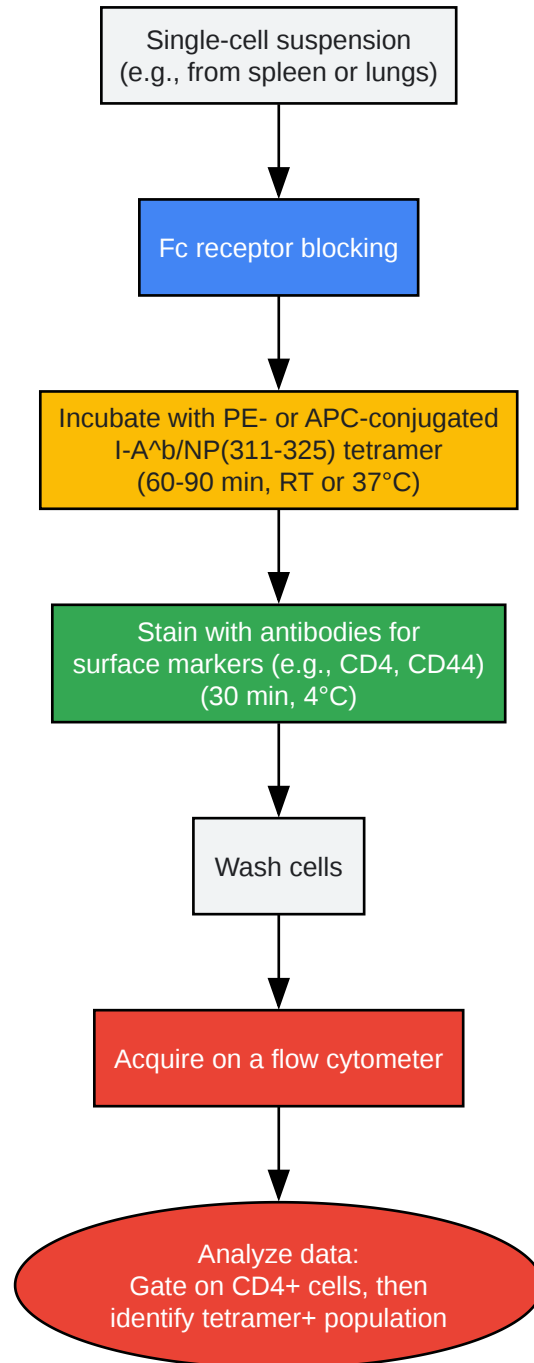 Single-cell suspension
(e.g., from spleen or lungs)
Fc receptor blocking
Incubate with PE- or APC-conjugated
I-A^b/NP(311-325) tetramer
(60-90 min, RT or 37°C)
Stain with antibodies for
surface markers (e.g., CD4, CD44)
(30 min, 4°C)
Wash cells
Acquire on a flow cytometer
Analyze data:
Gate on CD4+ cells, then
identify tetramer+ population